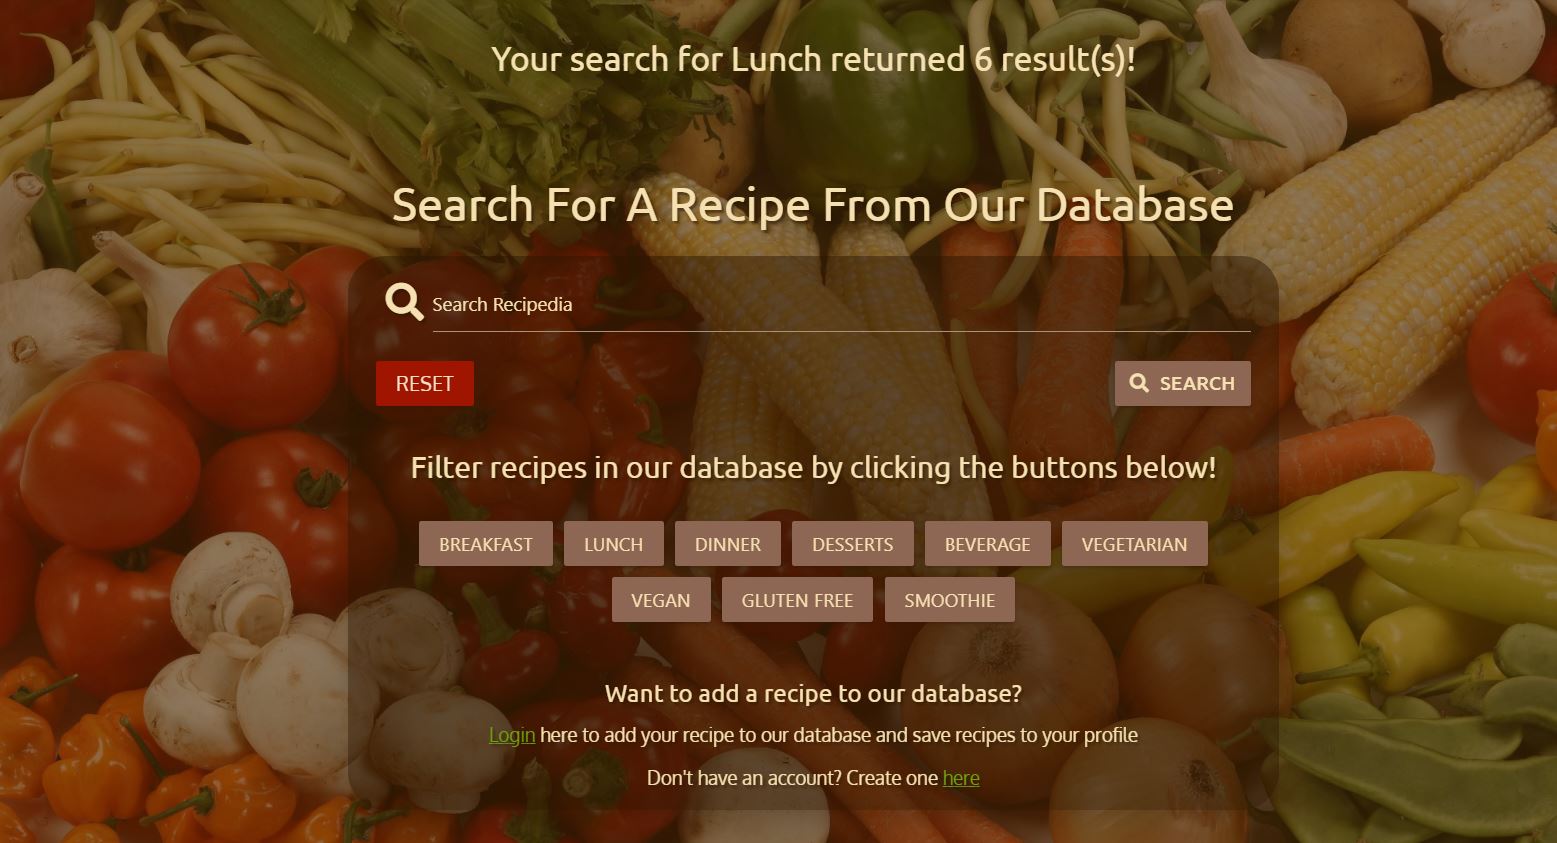 Your search for Lunch returned 6 result(s)!
Search For A Recipe From Our Database
Search Recipedia
RESET
SEARCH
Filter recipes in our database by clicking the buttons below!
BREAKFAST LUNCH DINNER DESSERTS BEVERAGE VEGETARIAN
VEGAN GLUTEN FREE SMOOTHIE
Want to add a recipe to our database?
Login here to add your recipe to our database and save recipes to your profile
Don't have an account? Create one here